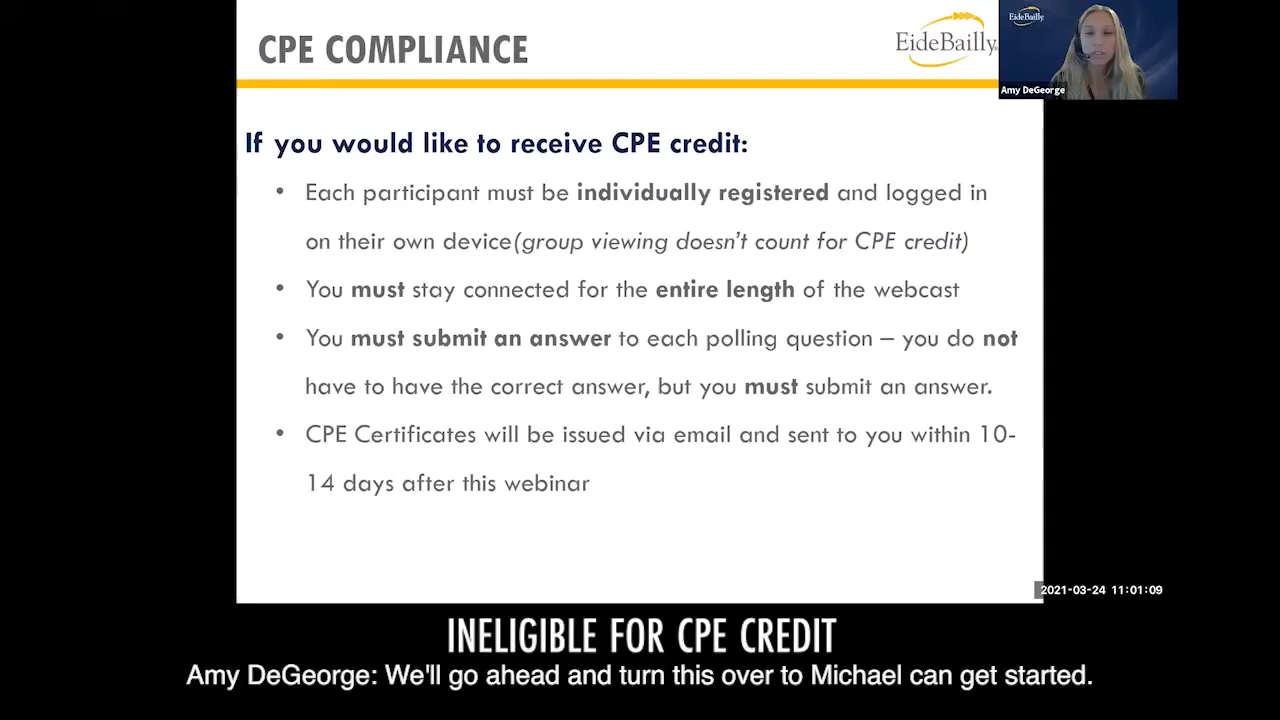 CPE COMPLIANCE
EideBailly
EideBailly
Amy DeGeorge
If you would like to receive CPE credit:
• Each participant must be individually registered and logged in
on their own device(group viewing doesn't count for CPE credit)
• You must stay connected for the entire length of the webcast
• You must submit an answer to each polling question – you do not
have to have the correct answer, but you must submit an answer.
• CPE Certificates will be issued via email and sent to you within 10-
14 days after this webinar
2021-03-24 11:01:09
INELIGIBLE FOR CPE CREDIT
Amy DeGeorge: We'll go ahead and turn this over to Michael can get started.